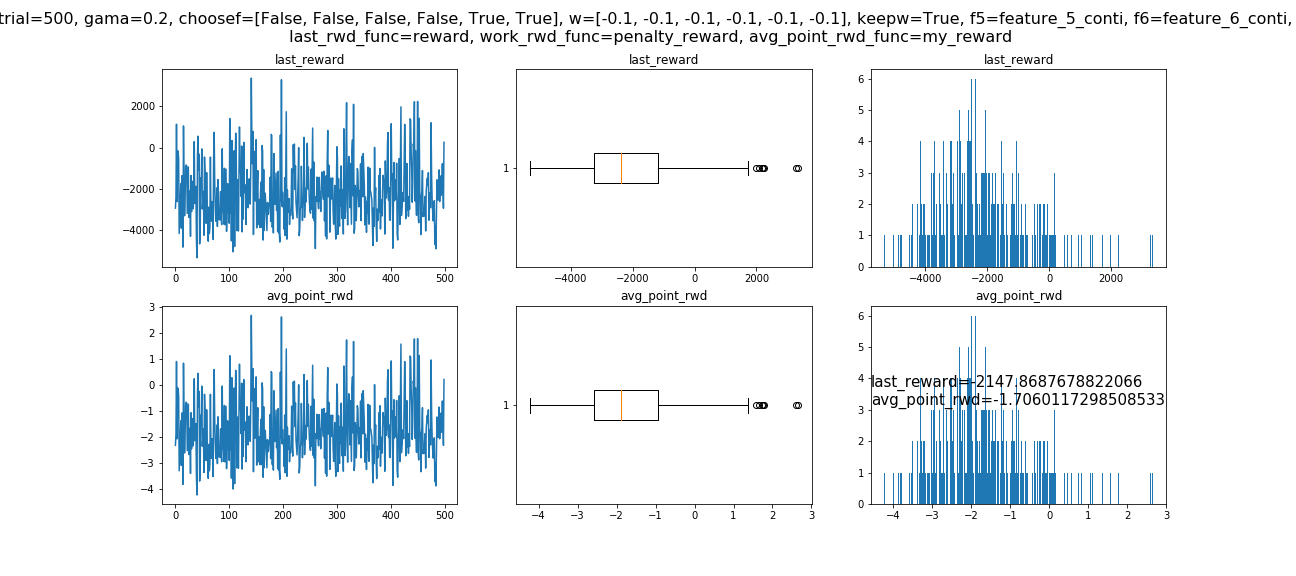 trial=500, gama=0.2, choosef=[False, False, False, False, True, True], w=[-0.1, -0.1, -0.1, -0.1, -0.1, -0.1], keepw=True, f5=feature_5_conti, f6=feature_6_conti,
last_rwd_func=reward, work_rwd_func=penalty_reward, avg_point_rwd_func=my_reward
last_reward last_reward last_reward
2000
0
−2000
−4000
0 100 200 300 400 500
1
−4000 −2000 0 2000
6
5
4
3
2
1
0
−4000 −2000 0 2000
avg_point_rwd avg_point_rwd avg_point_rwd
3
2
1
0
−1
−2
−3
−4
0 100 200 300 400 500
1
−4 −3 −2 −1 0 1 2 3
6
5
4
3
2
1
0
last_reward=-2147.8687678822066
avg_point_rwd=-1.7060117298508533
−4 −3 −2 −1 0 1 2 3